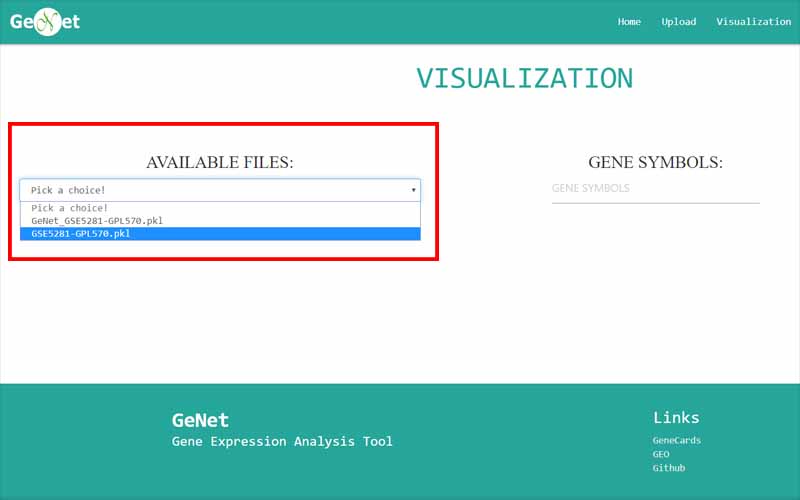 GeNet
Home Upload Visualization
VISUALIZATION
AVAILABLE FILES:
Pick a choice!
Pick a choice!
GeNet_GSE5281-GPL570.pkl
GSE5281-GPL570.pkl
GENE SYMBOLS:
GENE SYMBOLS
GeNet
Gene Expression Analysis Tool
Links
GeneCards
GEO
Github